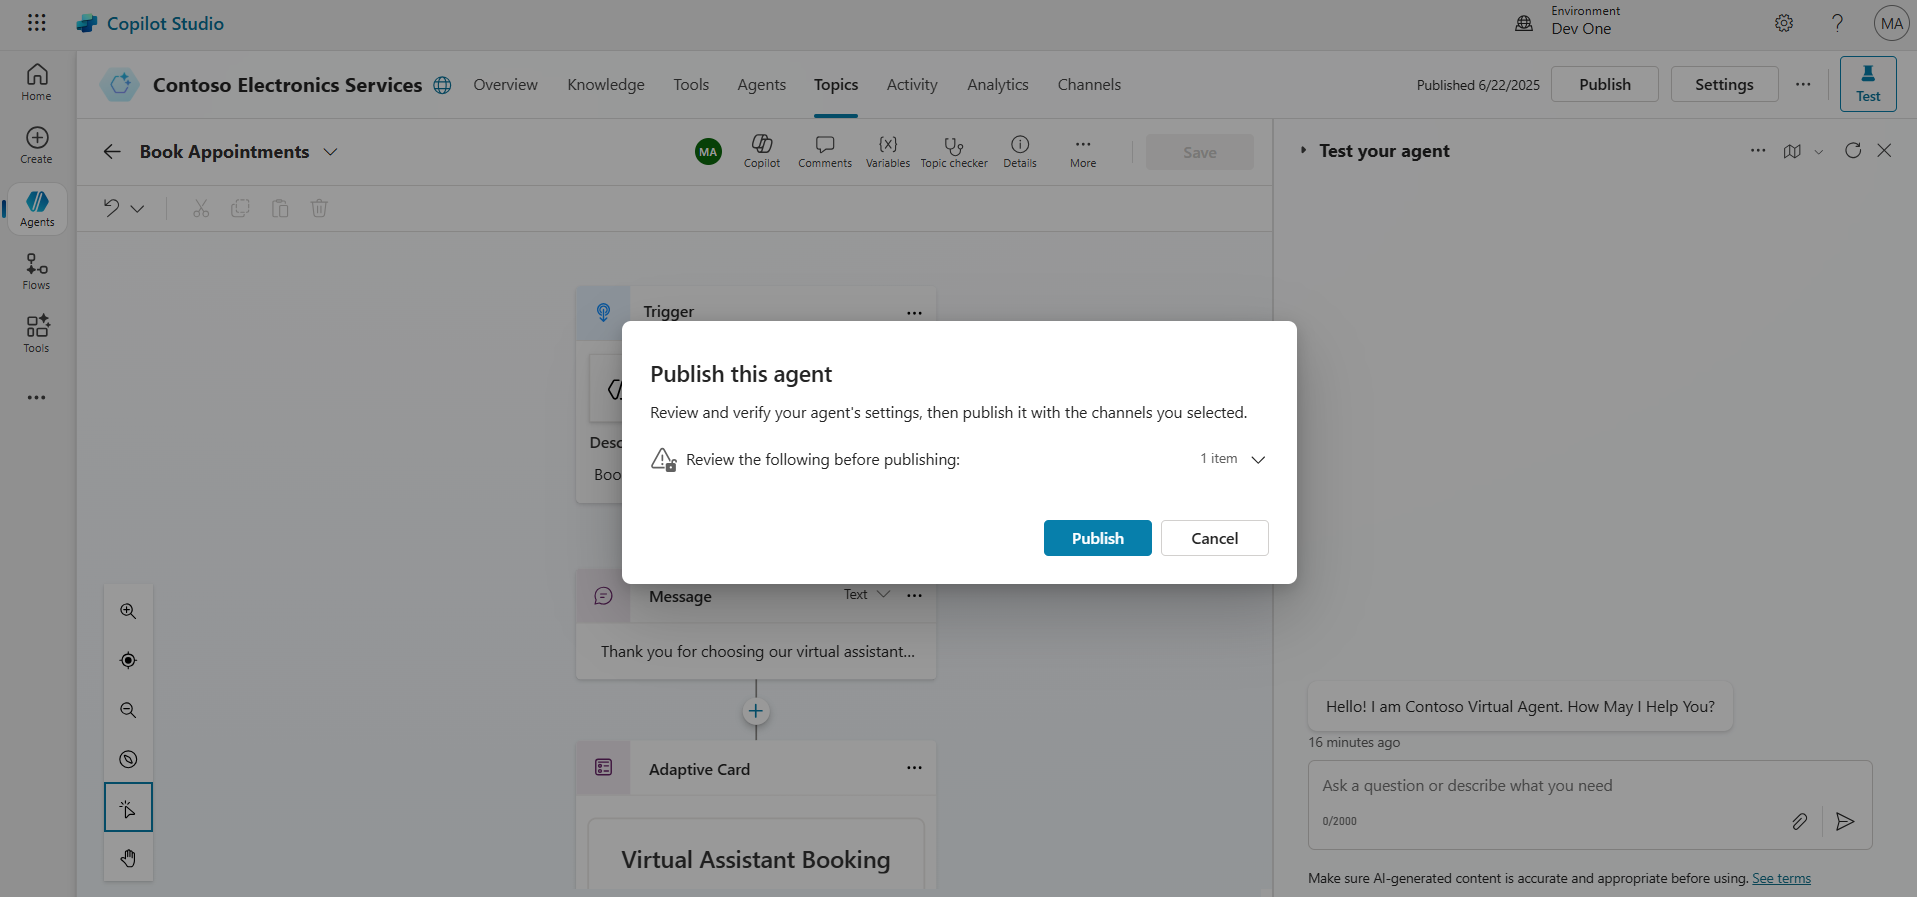 Copilot Studio
Environment
Dev One
MA
Home
Create
Agents
Flows
Tools
Contoso Electronics Services
Overview
Knowledge
Tools
Agents
Topics
Activity
Analytics
Channels
Published 6/22/2025
Publish
Settings
Test
Book Appointments
MA
Copilot
Comments
Variables
Topic checker
Details
More
Save
Trigger
Desc
Boo
Publish this agent
Review and verify your agent's settings, then publish it with the channels you selected.
Review the following before publishing:
1 item
Publish
Cancel
Message
Text
Thank you for choosing our virtual assistant...
Adaptive Card
Virtual Assistant Booking
Test your agent
Hello! I am Contoso Virtual Agent. How May I Help You?
16 minutes ago
Ask a question or describe what you need
0/2000
Make sure AI-generated content is accurate and appropriate before using. See terms